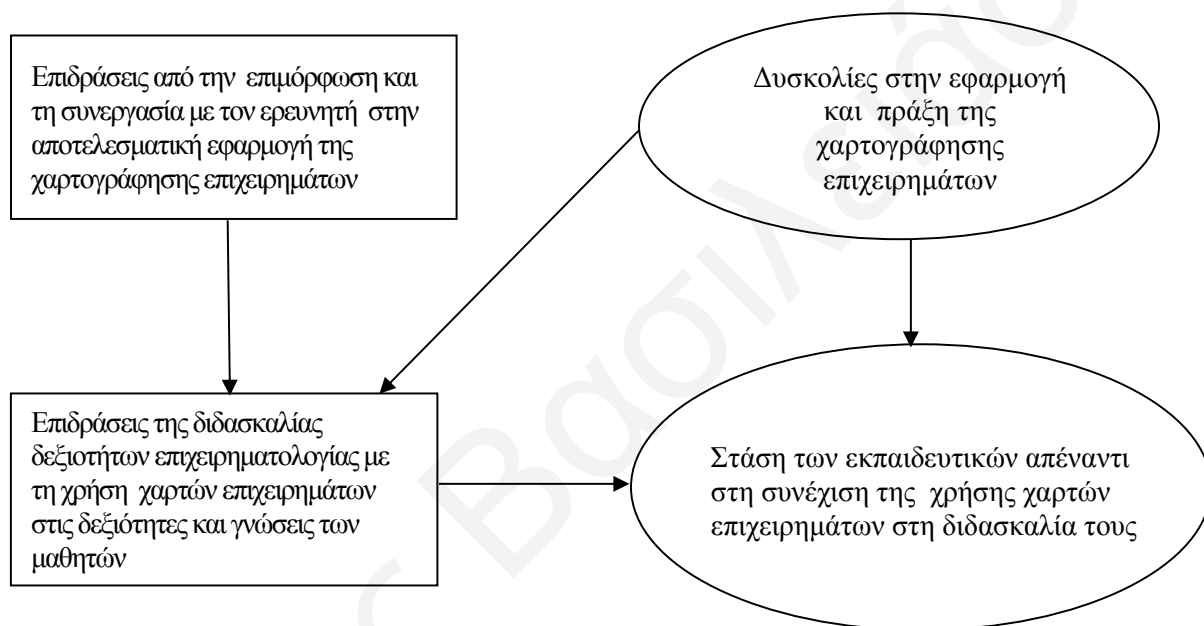 Επιδράσεις από την επιμόρφωση και
τη συνεργασία με τον ερευνητή στην
αποτελεσματική εφαρμογή της
χαρτογράφησης επιχειρημάτων
Δυσκολίες στην εφαρμογή
και πράξη της
χαρτογράφησης
επιχειρημάτων
Επιδράσεις της διδασκαλίας
δεξιοτήτων επιχειρηματολογίας με
τη χρήση χαρτών επιχειρημάτων
στις δεξιότητες και γνώσεις των
μαθητών
Στάση των εκπαιδευτικών απέναντι
στη συνέχιση της χρήσης χαρτών
επιχειρημάτων στη διδασκαλία τους